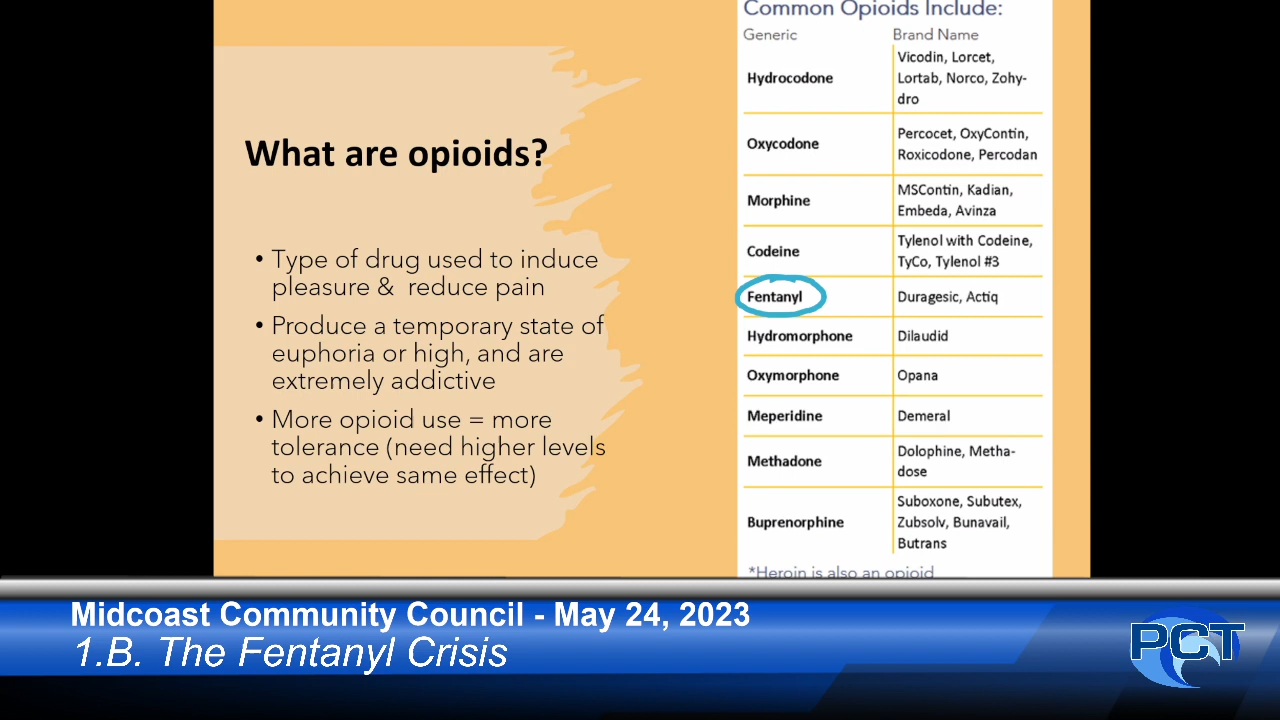 What are opioids?
• Type of drug used to induce
pleasure & reduce pain
• Produce a temporary state of
euphoria or high, and are
extremely addictive
• More opioid use = more
tolerance (need higher levels
to achieve same effect)
Common Opioids Include:
Generic Brand Name
Hydrocodone Vicodin, Lorcet,
Lortab, Norco, Zohy-
dro
Oxycodone Percocet, OxyContin,
Roxicodone, Percodan
Morphine MSContin, Kadian,
Embeda, Avinza
Codeine Tylenol with Codeine,
TyCo, Tylenol #3
Fentanyl Duragesic, Actiq
Hydromorphone Dilaudid
Oxymorphone Opana
Meperidine Demeral
Methadone Dolophine, Metha-
dose
Buprenorphine Suboxone, Subutex,
Zubsolv, Bunavail,
Butrans
*Heroin is also an opioid
Midcoast Community Council - May 24, 2023
1.B. The Fentanyl Crisis
PCT